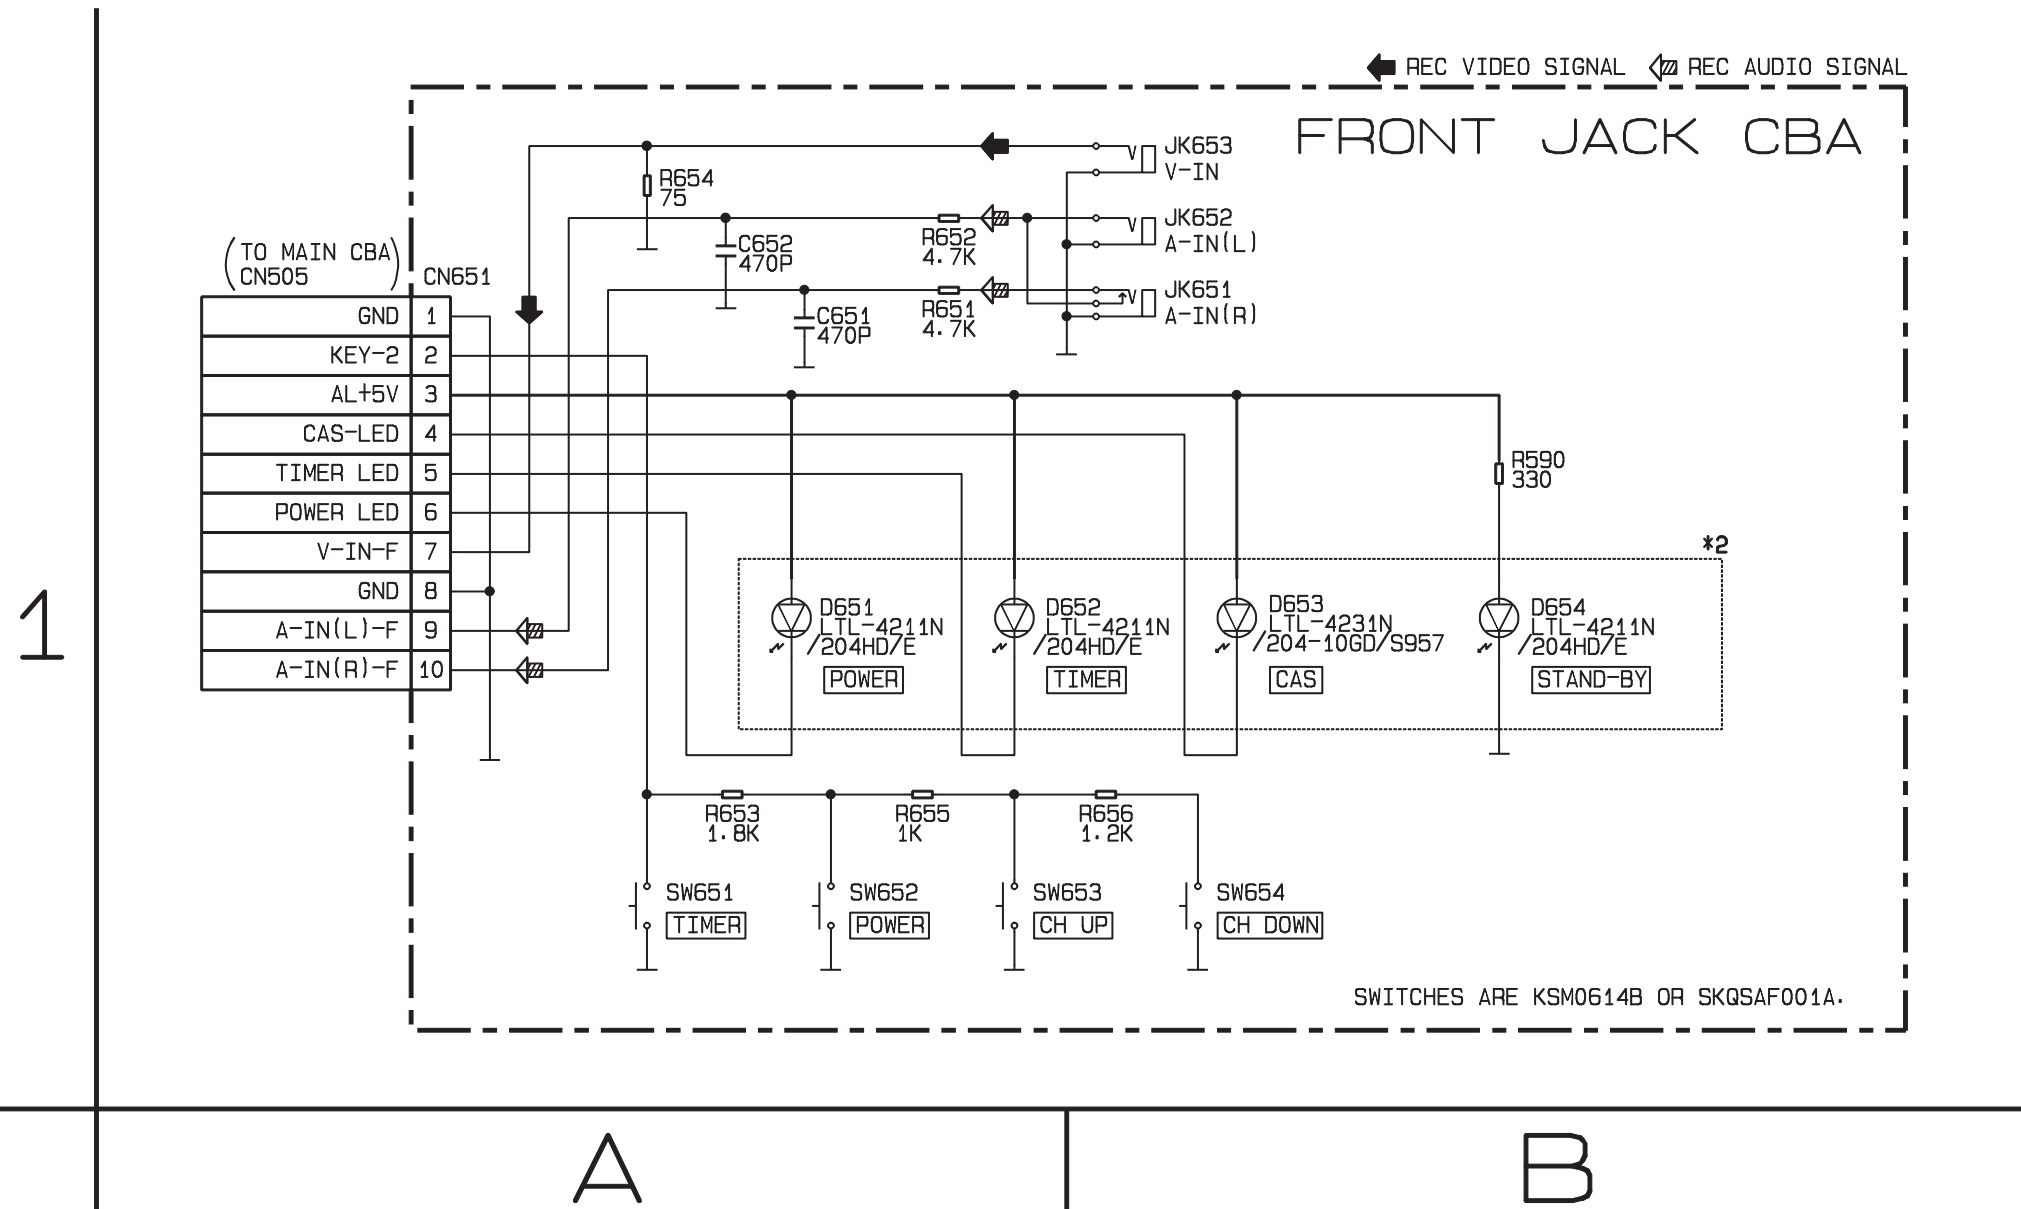 REC VIDEO SIGNAL REC AUDIO SIGNAL
FRONT JACK CBA
JK653
V-IN
R654
75
JK652
A-IN(L)
R652
4.7K
C652
470P
JK651
A-IN(R)
R651
4.7K
C651
470P
(TO MAIN CBA)
CN505
CN651
GND 1
KEY-2 2
AL+5V 3
CAS-LED 4
TIMER LED 5
POWER LED 6
V-IN-F 7
GND 8
A-IN(L)-F 9
A-IN(R)-F 10
R590
330
*2
D651
LTL-4211N
/204HD/E
POWER
D652
LTL-4211N
/204HD/E
TIMER
D653
LTL-4231N
/204-10GD/S957
CAS
D654
LTL-4211N
/204HD/E
STAND-BY
1
R653
1.8K
R655
1K
R656
1.2K
SW651
TIMER
SW652
POWER
SW653
CH UP
SW654
CH DOWN
SWITCHES ARE KSM0614B OR SKQSAF001A.
A B